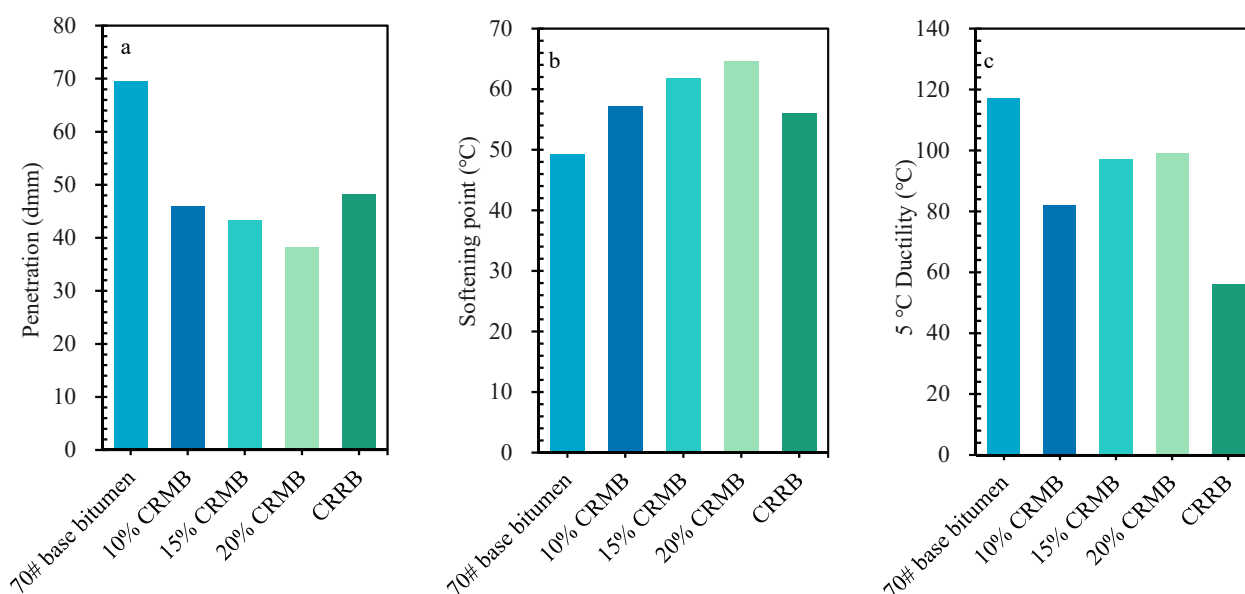 a
Penetration (dmm)
80
70
60
50
40
30
20
10
0
70# base bitumen
10% CRMB
15% CRMB
20% CRMB
CRRB
b
Softening point (°C)
70
60
50
40
30
20
10
0
70# base bitumen
10% CRMB
15% CRMB
20% CRMB
CRRB
c
5 °C Ductility (°C)
140
120
100
80
60
40
20
0
70# base bitumen
10% CRMB
15% CRMB
20% CRMB
CRRB